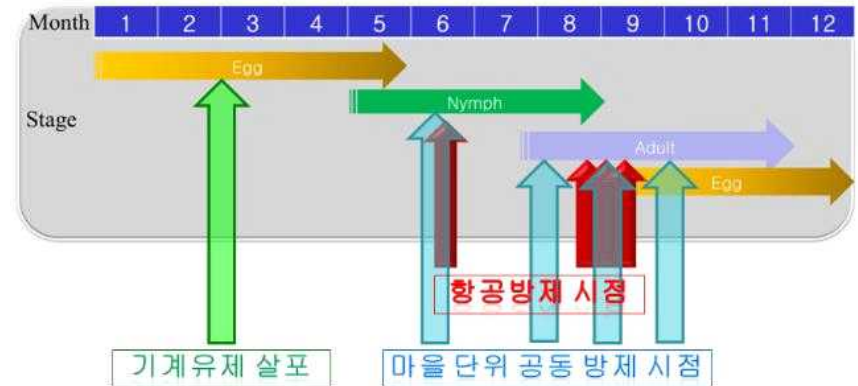 Month 1 2 3 4 5 6 7 8 9 10 11 12
Egg
Nymph
Stage
Adult
Egg
항공방제 시점
기계유제 살포
마을 단위 공동 방제 시점